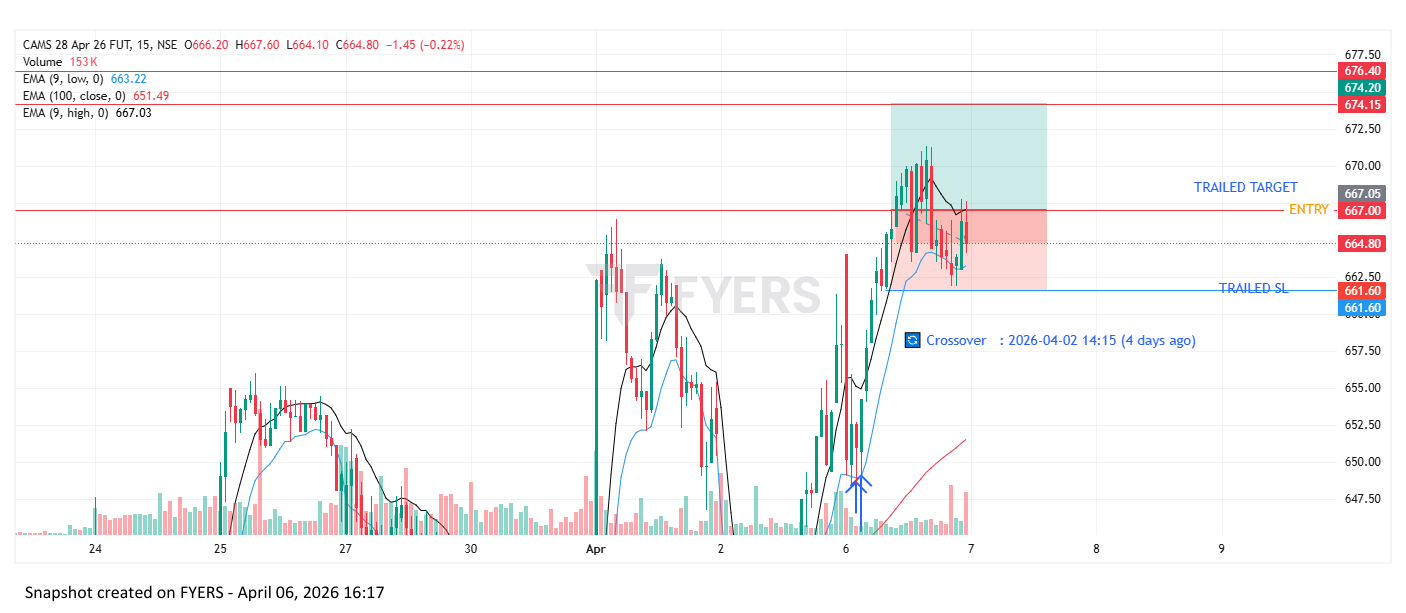 CAMS 28 Apr 26 FUT, 15, NSE O666.20 H667.60 L664.10 C664.80 −1.45 (−0.22%)
Volume 153K
EMA (9, low, 0) 663.22
EMA (100, close, 0) 651.49
EMA (9, high, 0) 667.03
677.50
676.40
674.20
674.15
672.50
670.00
TRAILED TARGET
667.05
ENTRY
667.00
664.80
662.50
TRAILED SL
661.60
661.60
FYERS
Crossover : 2026-04-02 14:15 (4 days ago)
657.50
655.00
652.50
650.00
647.50
24 25 27 30 Apr 2 6 7 8 9
Snapshot created on FYERS - April 06, 2026 16:17